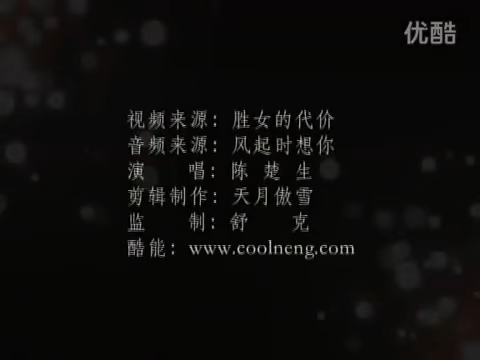 优酷
视频来源：胜女的代价
音频来源：风起时想你
演　　唱：陈 楚 生
剪辑制作：天月傲雪
监　　制：舒　　克
酷能：www.coolneng.com